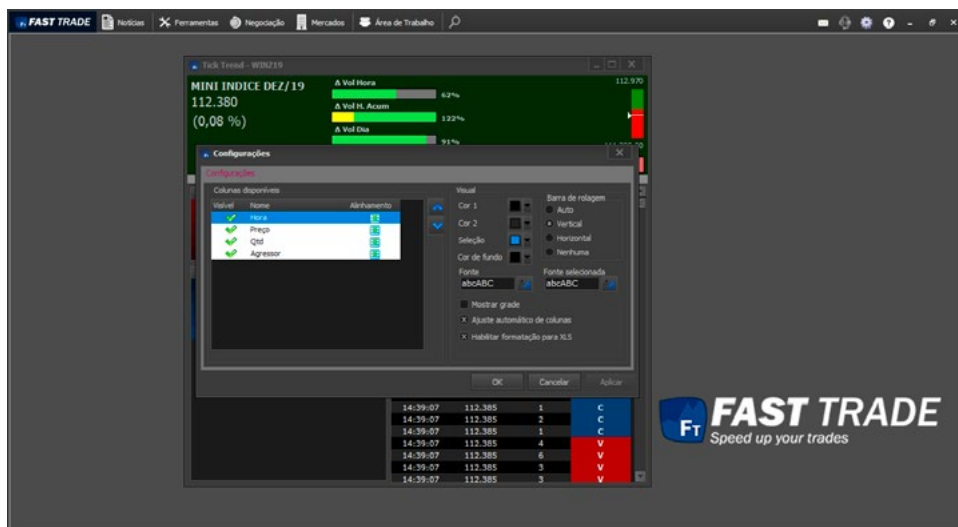 FAST TRADE Notícias Ferramentas Negociação Mercados Área de Trabalho
Tick Trend - WINZ19
MINI INDICE DEZ/19
112.380
(0,08 %)
Δ Vol Hora
62%
Δ Vol H. Acum
122%
Δ Vol Dia
91%
112.970
Configurações
Configurações
Colunas disponíveis
Visível Nome Alinhamento
Hora
Preço
Qtd
Agressor
Visual
Cor 1
Cor 2
Seleção
Cor de fundo
Barra de rolagem
Auto
Vertical
Horizontal
Nenhuma
Fonte
abcABC
Fonte selecionada
abcABC
Mostrar grade
Ajuste automático de colunas
Habilitar formatação para XLS
OK Cancelar Aplicar
14:39:07 112.385 1 C
14:39:07 112.385 2 C
14:39:07 112.385 1 C
14:39:07 112.385 4 V
14:39:07 112.385 6 V
14:39:07 112.385 3 V
14:39:07 112.385 3 V
FT FAST TRADE
Speed up your trades